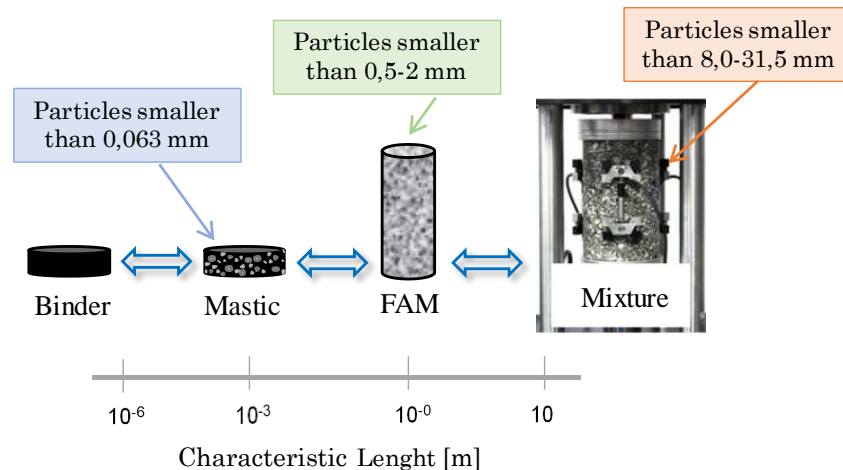 Particles smaller
than 0,5-2 mm
Particles smaller
than 8,0-31,5 mm
Particles smaller
than 0,063 mm
Binder
Mastic
FAM
Mixture
10-6
10-3
10-0
10
Characteristic Lenght [m]